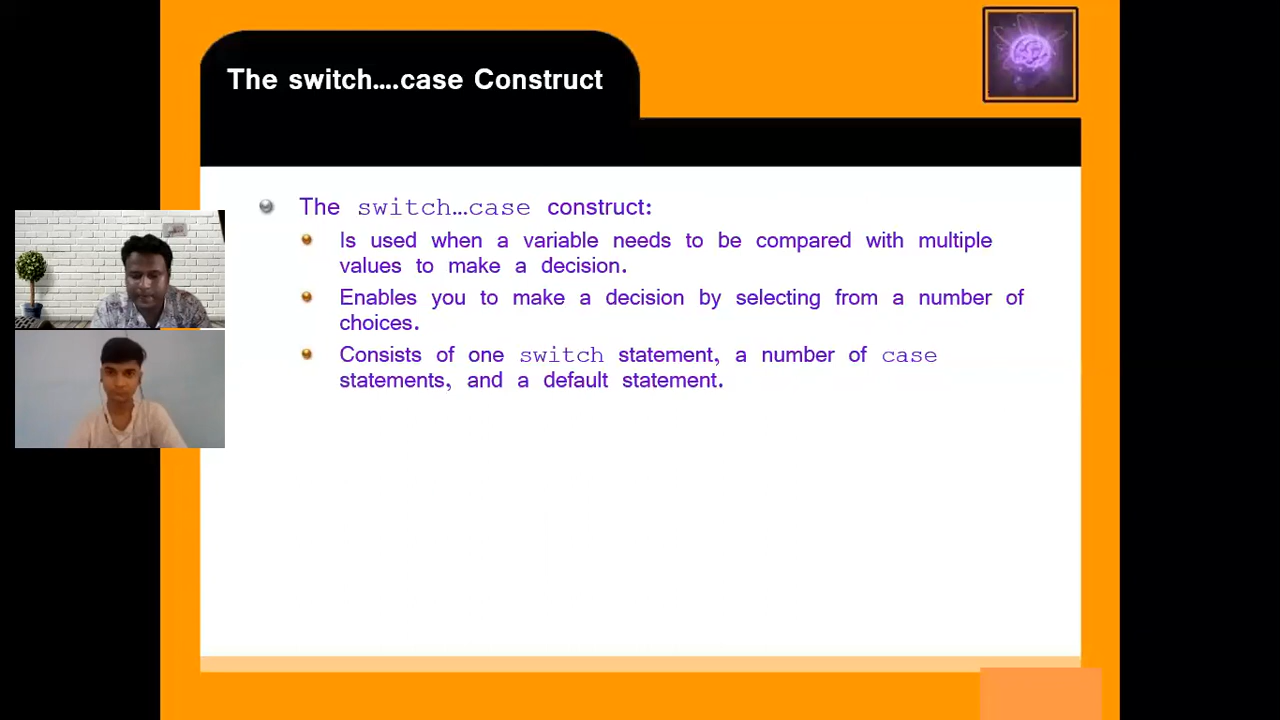 The switch....case Construct
The switch…case construct:
Is used when a variable needs to be compared with multiple
values to make a decision.
Enables you to make a decision by selecting from a number of
choices.
Consists of one switch statement, a number of case
statements, and a default statement.